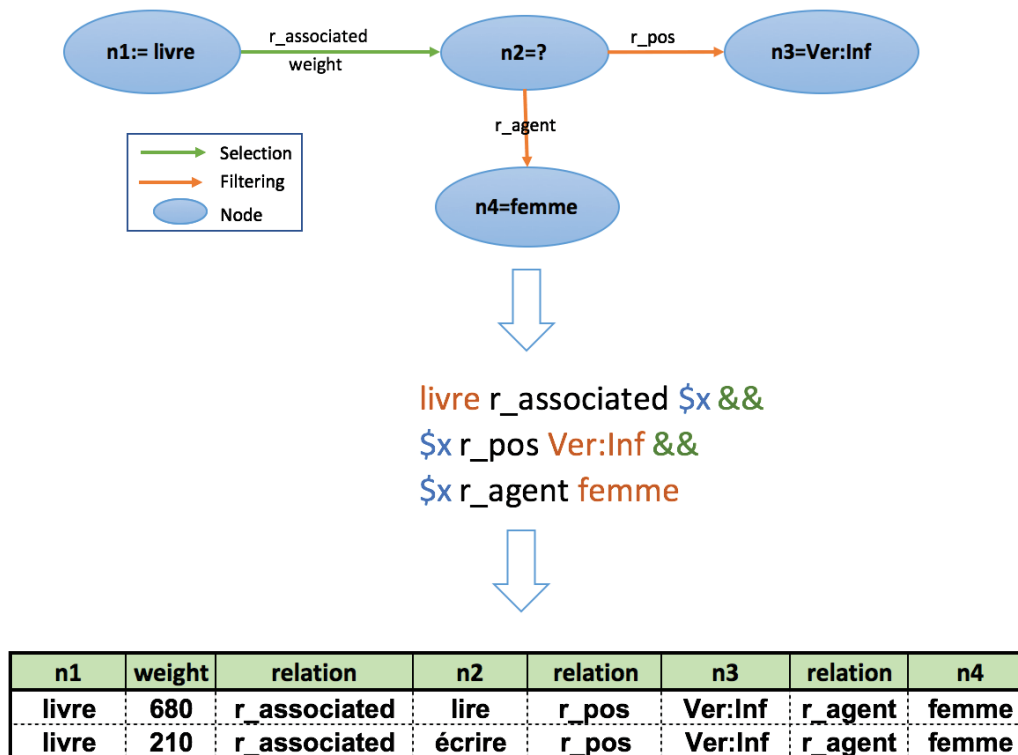 n1:= livre
r_associated
weight
n2=?
r_pos
n3=Ver:Inf
r_agent
n4=femme
Selection
Filtering
Node
livre r_associated $x &&
$x r_pos Ver:Inf &&
$x r_agent femme
n1 weight relation n2 relation n3 relation n4
livre 680 r_associated lire r_pos Ver:Inf r_agent femme
livre 210 r_associated écrire r_pos Ver:Inf r_agent femme